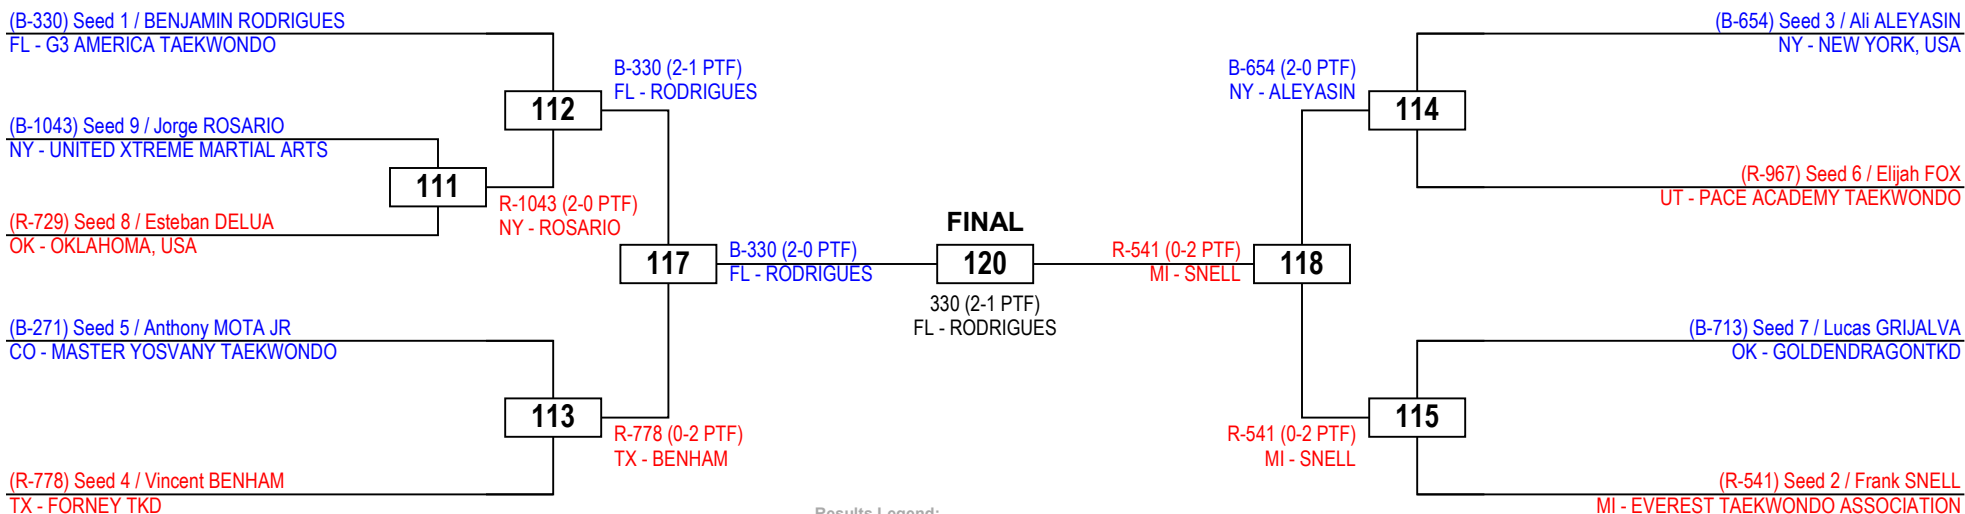 (B-330) Seed 1 / BENJAMIN RODRIGUES
FL - G3 AMERICA TAEKWONDO
B-330 (2-1 PTF)
FL - RODRIGUES
112
(B-1043) Seed 9 / Jorge ROSARIO
NY - UNITED XTREME MARTIAL ARTS
111
R-1043 (2-0 PTF)
NY - ROSARIO
(R-729) Seed 8 / Esteban DELUA
OK - OKLAHOMA, USA
117
B-330 (2-0 PTF)
FL - RODRIGUES
(B-271) Seed 5 / Anthony MOTA JR
CO - MASTER YOSVANY TAEKWONDO
113
R-778 (0-2 PTF)
TX - BENHAM
(R-778) Seed 4 / Vincent BENHAM
TX - FORNEY TKD
FINAL
120
330 (2-1 PTF)
FL - RODRIGUES
(B-654) Seed 3 / Ali ALEYASIN
NY - NEW YORK, USA
B-654 (2-0 PTF)
NY - ALEYASIN
114
(R-967) Seed 6 / Elijah FOX
UT - PACE ACADEMY TAEKWONDO
R-541 (0-2 PTF)
MI - SNELL
118
(B-713) Seed 7 / Lucas GRIJALVA
OK - GOLDENDRAGONTKD
115
R-541 (0-2 PTF)
MI - SNELL
(R-541) Seed 2 / Frank SNELL
MI - EVEREST TAEKWONDO ASSOCIATION
Results Legend: